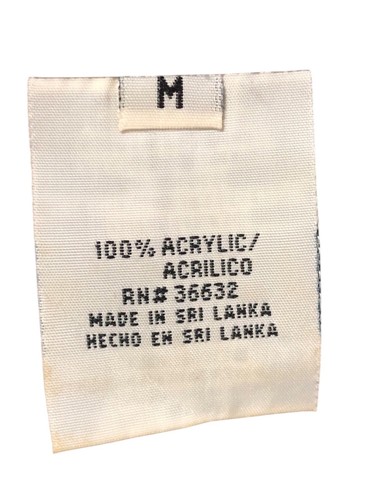 M
100% ACRYLIC/
ACRILICO
RN# 36632
MADE IN SRI LANKA
HECHO EN SRI LANKA